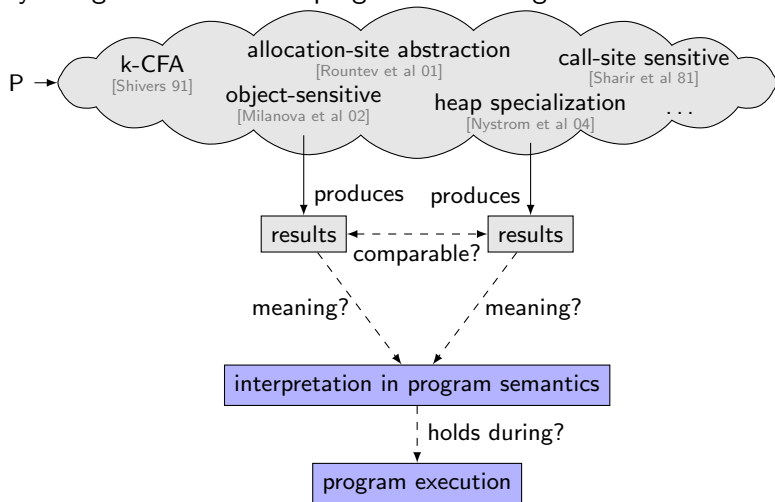 k-CFA
[Shivers 91]
allocation-site abstraction
[Rountev et al 01]
call-site sensitive
[Sharir et al 81]
P
object-sensitive
[Milanova et al 02]
heap specialization
[Nystrom et al 04]
...
produces
produces
results
results
comparable?
meaning?
meaning?
interpretation in program semantics
holds during?
program execution